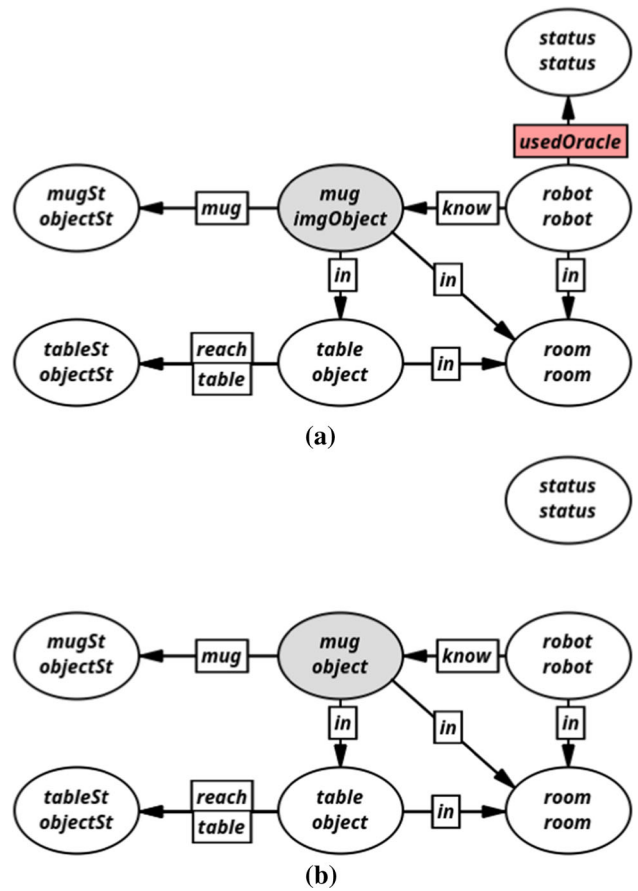 status
status
usedOracle
mugSt
objectSt
mug
mug
imgObject
know
robot
robot
in
in
in
tableSt
objectSt
reach
table
table
object
in
room
room
(a)
status
status
mugSt
objectSt
mug
mug
object
know
robot
robot
in
in
in
tableSt
objectSt
reach
table
table
object
in
room
room
(b)